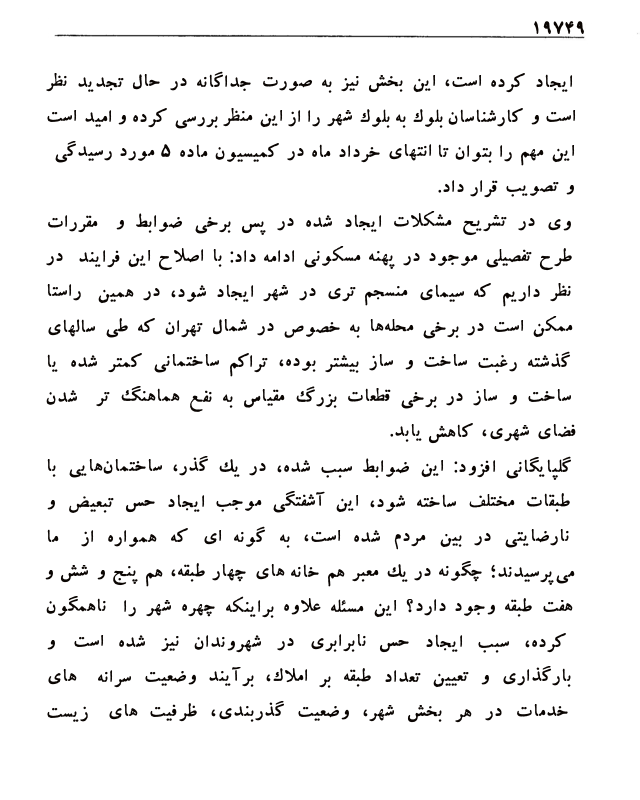 ۱۹۷۴۹
ایجاد کرده است، این بخش نیز به صورت جداگانه در حال تجدید نظر
است و کارشناسان بلوك به بلوك شهر را از این منظر بررسی کرده و امید است
این مهم را بتوان تا انتهای خرداد ماه در کمیسیون ماده ۵ مورد رسیدگی
و تصویب قرار داد.
وی در تشریح مشکلات ایجاد شده در پس برخی ضوابط و مقررات
طرح تفصیلی موجود در پهنه مسکونی ادامه داد: با اصلاح این فرایند در
نظر داریم که سیمای منسجم تری در شهر ایجاد شود، در همین راستا
ممکن است در برخی محله‌ها به خصوص در شمال تهران که طی سالهای
گذشته رغبت ساخت و ساز بیشتر بوده، تراکم ساختمانی کمتر شده یا
ساخت و ساز در برخی قطعات بزرگ مقیاس به نفع هماهنگ تر شدن
فضای شهری، کاهش یابد.
گلپایگانی افزود: این ضوابط سبب شده، در یك گذر، ساختمان‌هایی با
طبقات مختلف ساخته شود، این آشفتگی موجب ایجاد حس تبعیض و
نارضایتی در بین مردم شده است، به گونه ای که همواره از ما
می‌پرسیدند؛ چگونه در یك معبر هم خانه های چهار طبقه، هم پنج و شش و
هفت طبقه وجود دارد؟ این مسئله علاوه براینکه چهره شهر را ناهمگون
کرده، سبب ایجاد حس نابرابری در شهروندان نیز شده است و
بارگذاری و تعیین تعداد طبقه بر املاك، برآیند وضعیت سرانه های
خدمات در هر بخش شهر، وضعیت گذربندی، ظرفیت های زیست